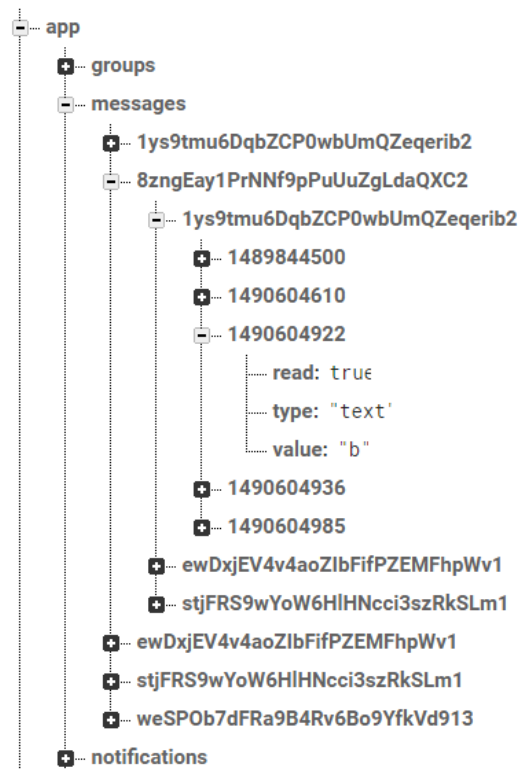 app
groups
messages
1ys9tmu6DqbZCP0wbUmQZeqerib2
8zngEay1PrNNf9pPuUuZgLdaQXC2
1ys9tmu6DqbZCP0wbUmQZeqerib2
1489844500
1490604610
1490604922
read: true
type: "text"
value: "b"
1490604936
1490604985
ewDxjEV4v4aoZIbFifPZEMFhpWv1
stjFRS9wYoW6HlHNcci3szRkSLm1
ewDxjEV4v4aoZIbFifPZEMFhpWv1
stjFRS9wYoW6HlHNcci3szRkSLm1
weSPOb7dFRa9B4Rv6Bo9YfkVd913
notifications